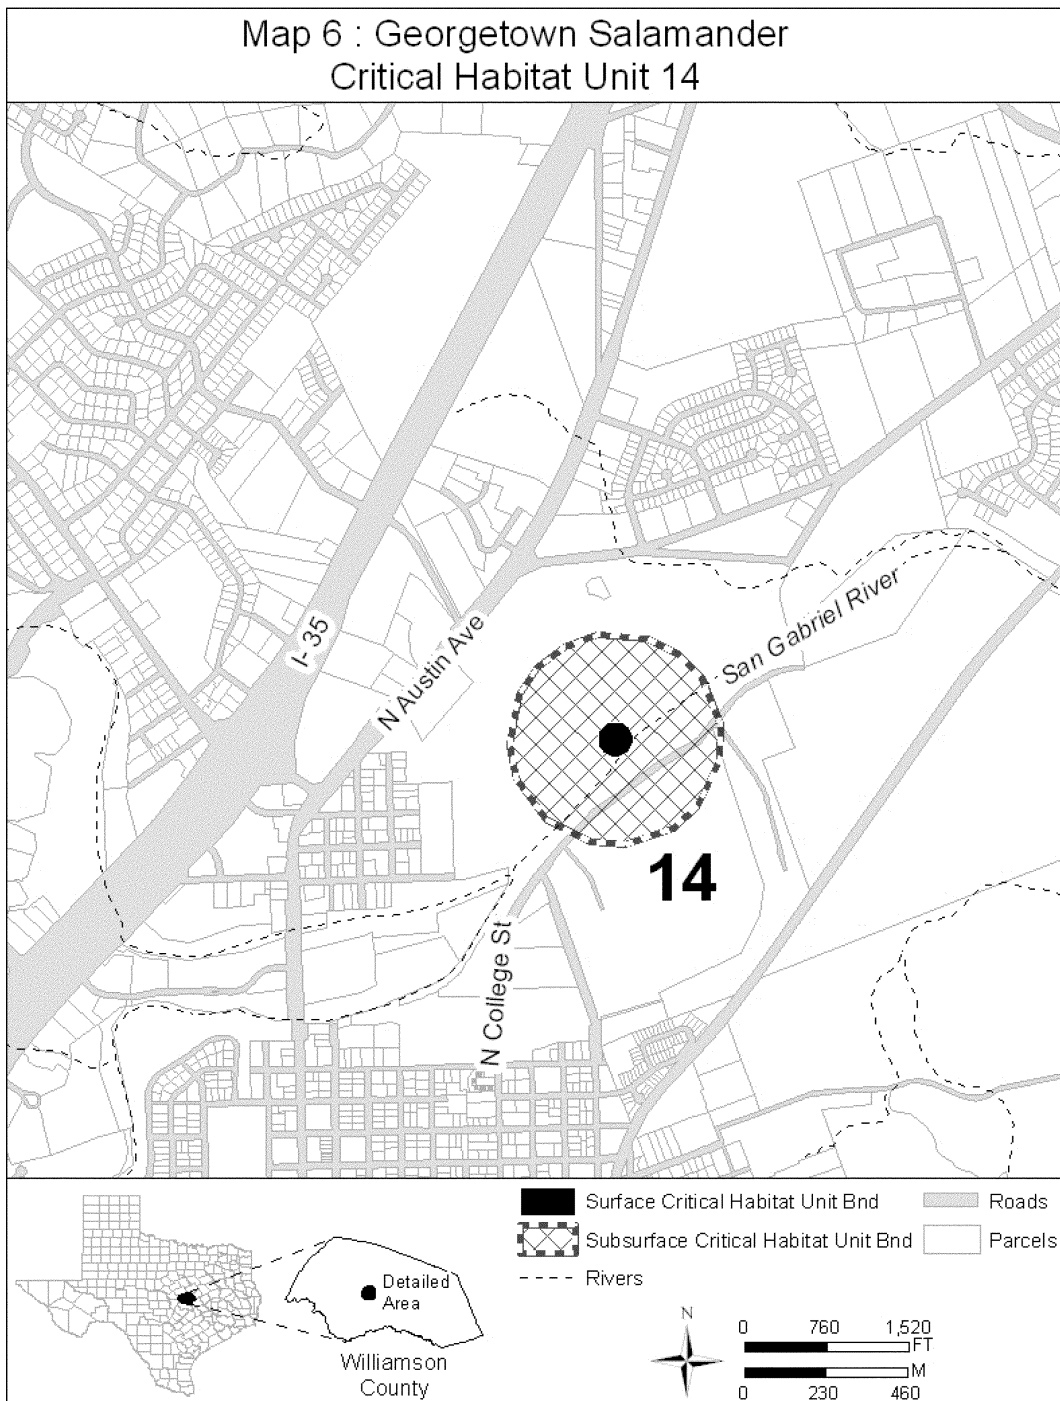 Map 6 : Georgetown Salamander
Critical Habitat Unit 14
I- 35
N Austin Ave
San Gabriel River
14
N College St
Surface Critical Habitat Unit Bnd
Roads
Subsurface Critical Habitat Unit Bnd
Parcels
Rivers
Detailed
Area
Williamson
County
N
0 760 1,520
FT
M
0 230 460